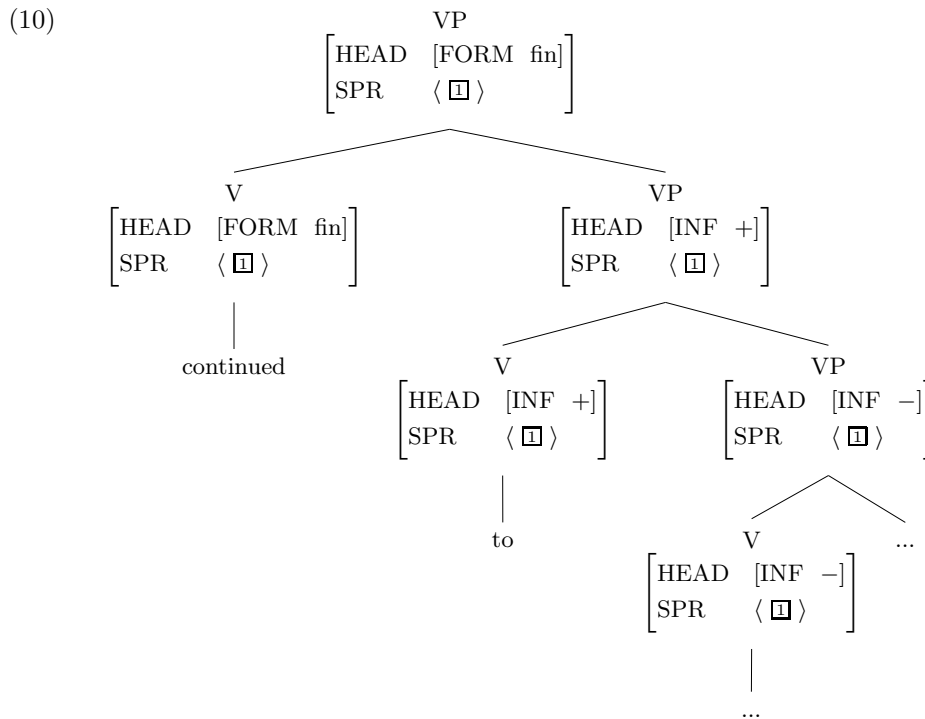 (10)
VP
[HEAD [FORM fin]
SPR ⟨ 1 ⟩]
V VP
[HEAD [FORM fin] [HEAD [INF +]
SPR ⟨ 1 ⟩] SPR ⟨ 1 ⟩]
continued V VP
[HEAD [INF +] [HEAD [INF −]
SPR ⟨ 1 ⟩] SPR ⟨ 1 ⟩]
to V ...
[HEAD [INF −]
SPR ⟨ 1 ⟩]
...